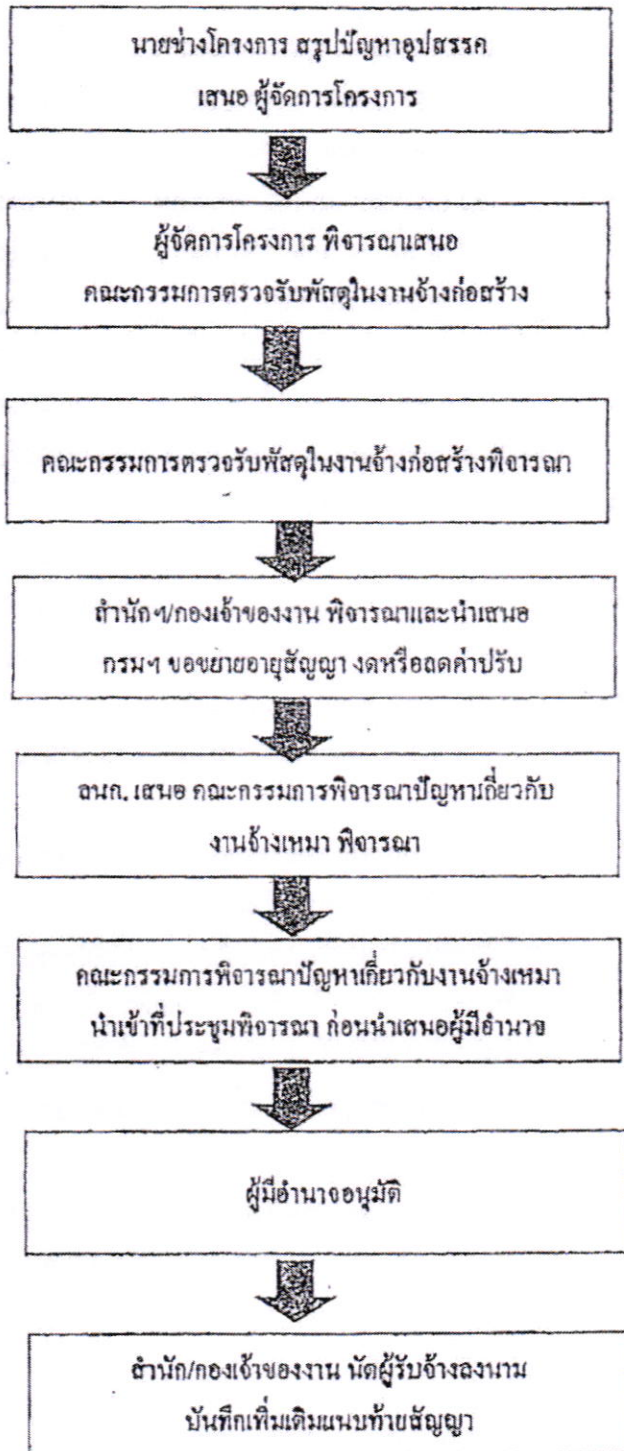 นายช่างโครงการ สรุปปัญหาอุปสรรค
เสนอ ผู้จัดการโครงการ
ผู้จัดการโครงการ พิจารณาเสนอ
คณะกรรมการตรวจรับพัสดุในงานจ้างก่อสร้าง
คณะกรรมการตรวจรับพัสดุในงานจ้างก่อสร้างพิจารณา
สำนักฯ/กองเจ้าของงาน พิจารณาและนำเสนอ
กรมฯ ขอขยายอายุสัญญา งดหรือลดค่าปรับ
ลนก. เสนอ คณะกรรมการพิจารณาปัญหาเกี่ยวกับ
งานจ้างเหมา พิจารณา
คณะกรรมการพิจารณาปัญหาเกี่ยวกับงานจ้างเหมา
นำเข้าที่ประชุมพิจารณา ก่อนนำเสนอผู้มีอำนาจ
ผู้มีอำนาจอนุมัติ
สำนัก/กองเจ้าของงาน นัดผู้รับจ้างลงนาม
บันทึกเพิ่มเติมแนบท้ายสัญญา